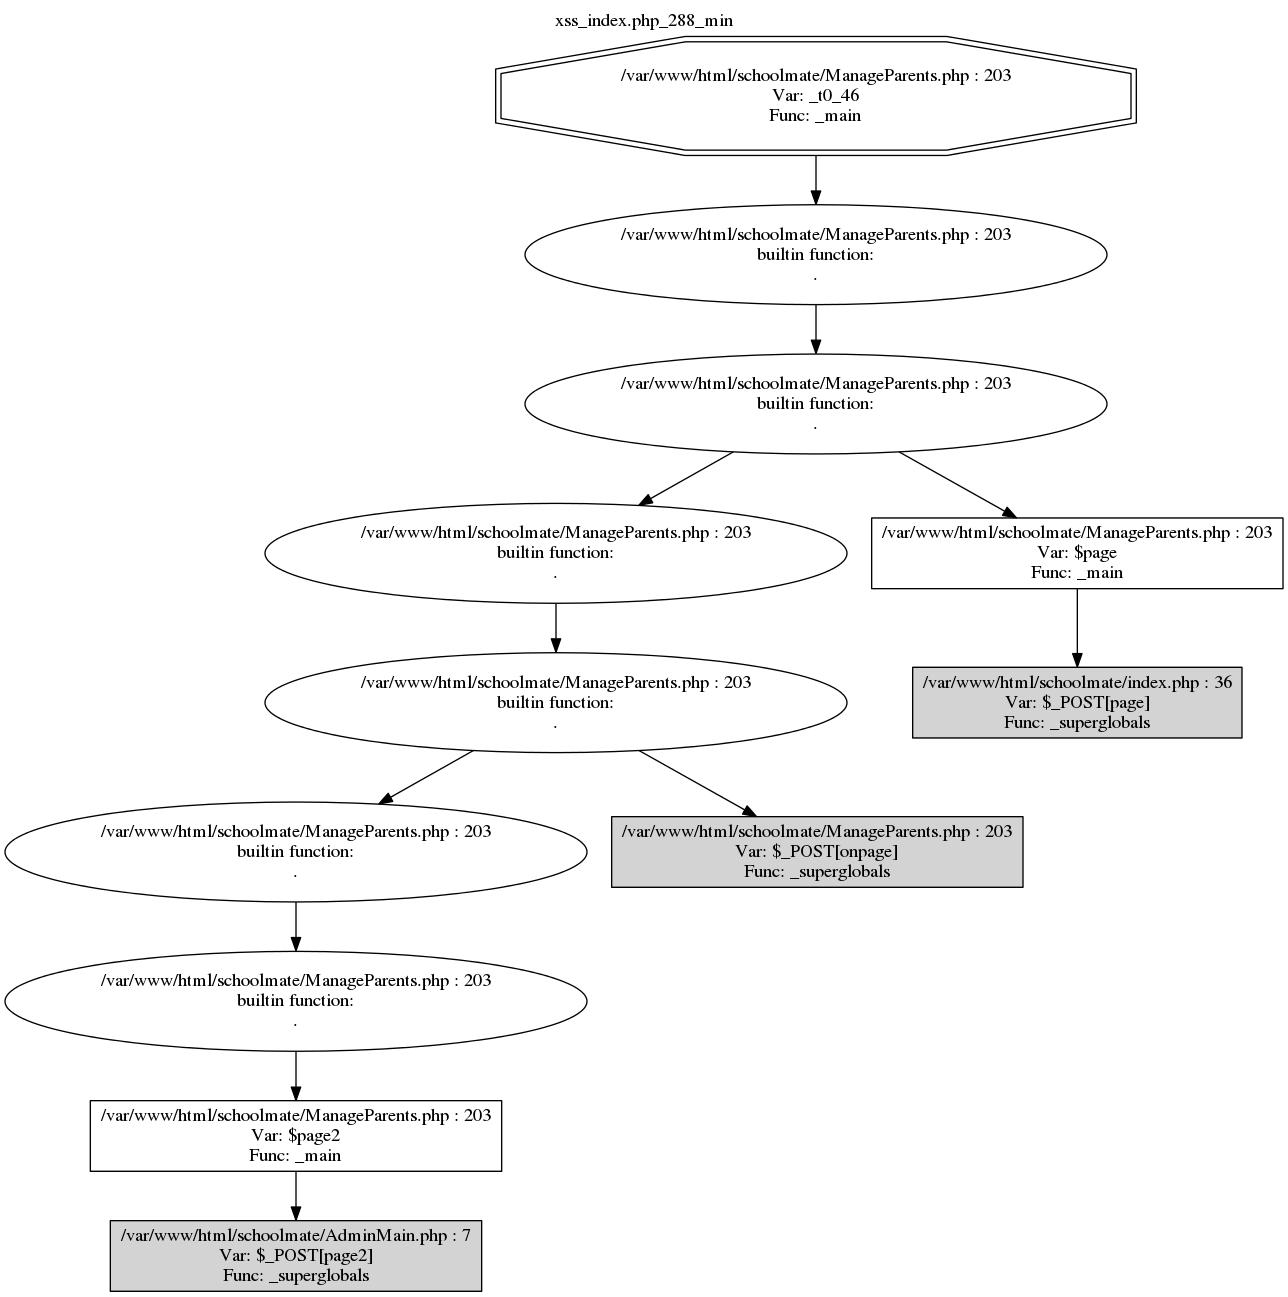 xss_index.php_288_min
/var/www/html/schoolmate/ManageParents.php : 203
Var: _t0_46
Func: _main
/var/www/html/schoolmate/ManageParents.php : 203
builtin function:
.
/var/www/html/schoolmate/ManageParents.php : 203
builtin function:
.
/var/www/html/schoolmate/ManageParents.php : 203
builtin function:
.
/var/www/html/schoolmate/ManageParents.php : 203
Var: $page
Func: _main
/var/www/html/schoolmate/ManageParents.php : 203
builtin function:
.
/var/www/html/schoolmate/index.php : 36
Var: $_POST[page]
Func: _superglobals
/var/www/html/schoolmate/ManageParents.php : 203
builtin function:
.
/var/www/html/schoolmate/ManageParents.php : 203
Var: $_POST[onpage]
Func: _superglobals
/var/www/html/schoolmate/ManageParents.php : 203
builtin function:
.
/var/www/html/schoolmate/ManageParents.php : 203
Var: $page2
Func: _main
/var/www/html/schoolmate/AdminMain.php : 7
Var: $_POST[page2]
Func: _superglobals